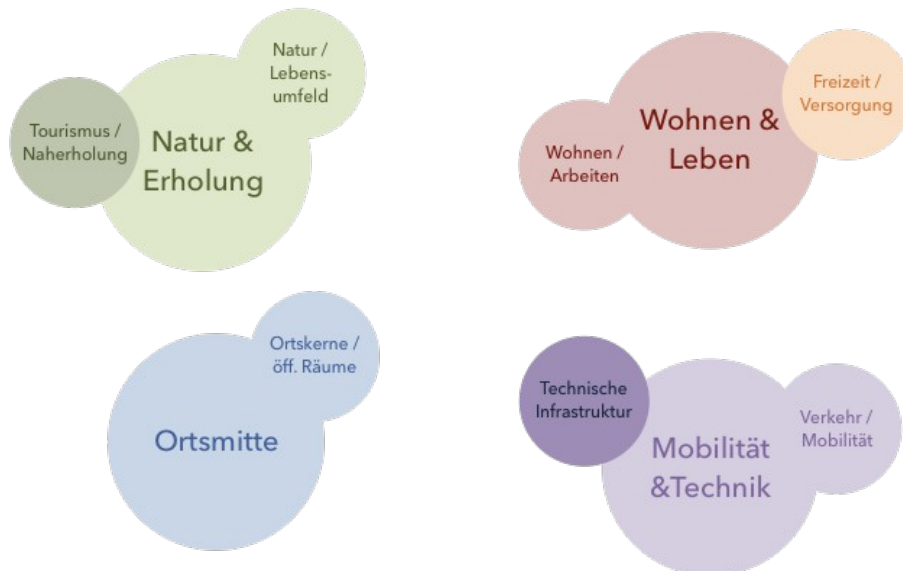 Natur /
Lebens-
umfeld
Tourismus /
Naherholung
Natur &
Erholung
Freizeit /
Versorgung
Wohnen &
Leben
Wohnen /
Arbeiten
Ortskerne /
öff. Räume
Ortsmitte
Technische
Infrastruktur
Verkehr /
Mobilität
Mobilität
&Technik